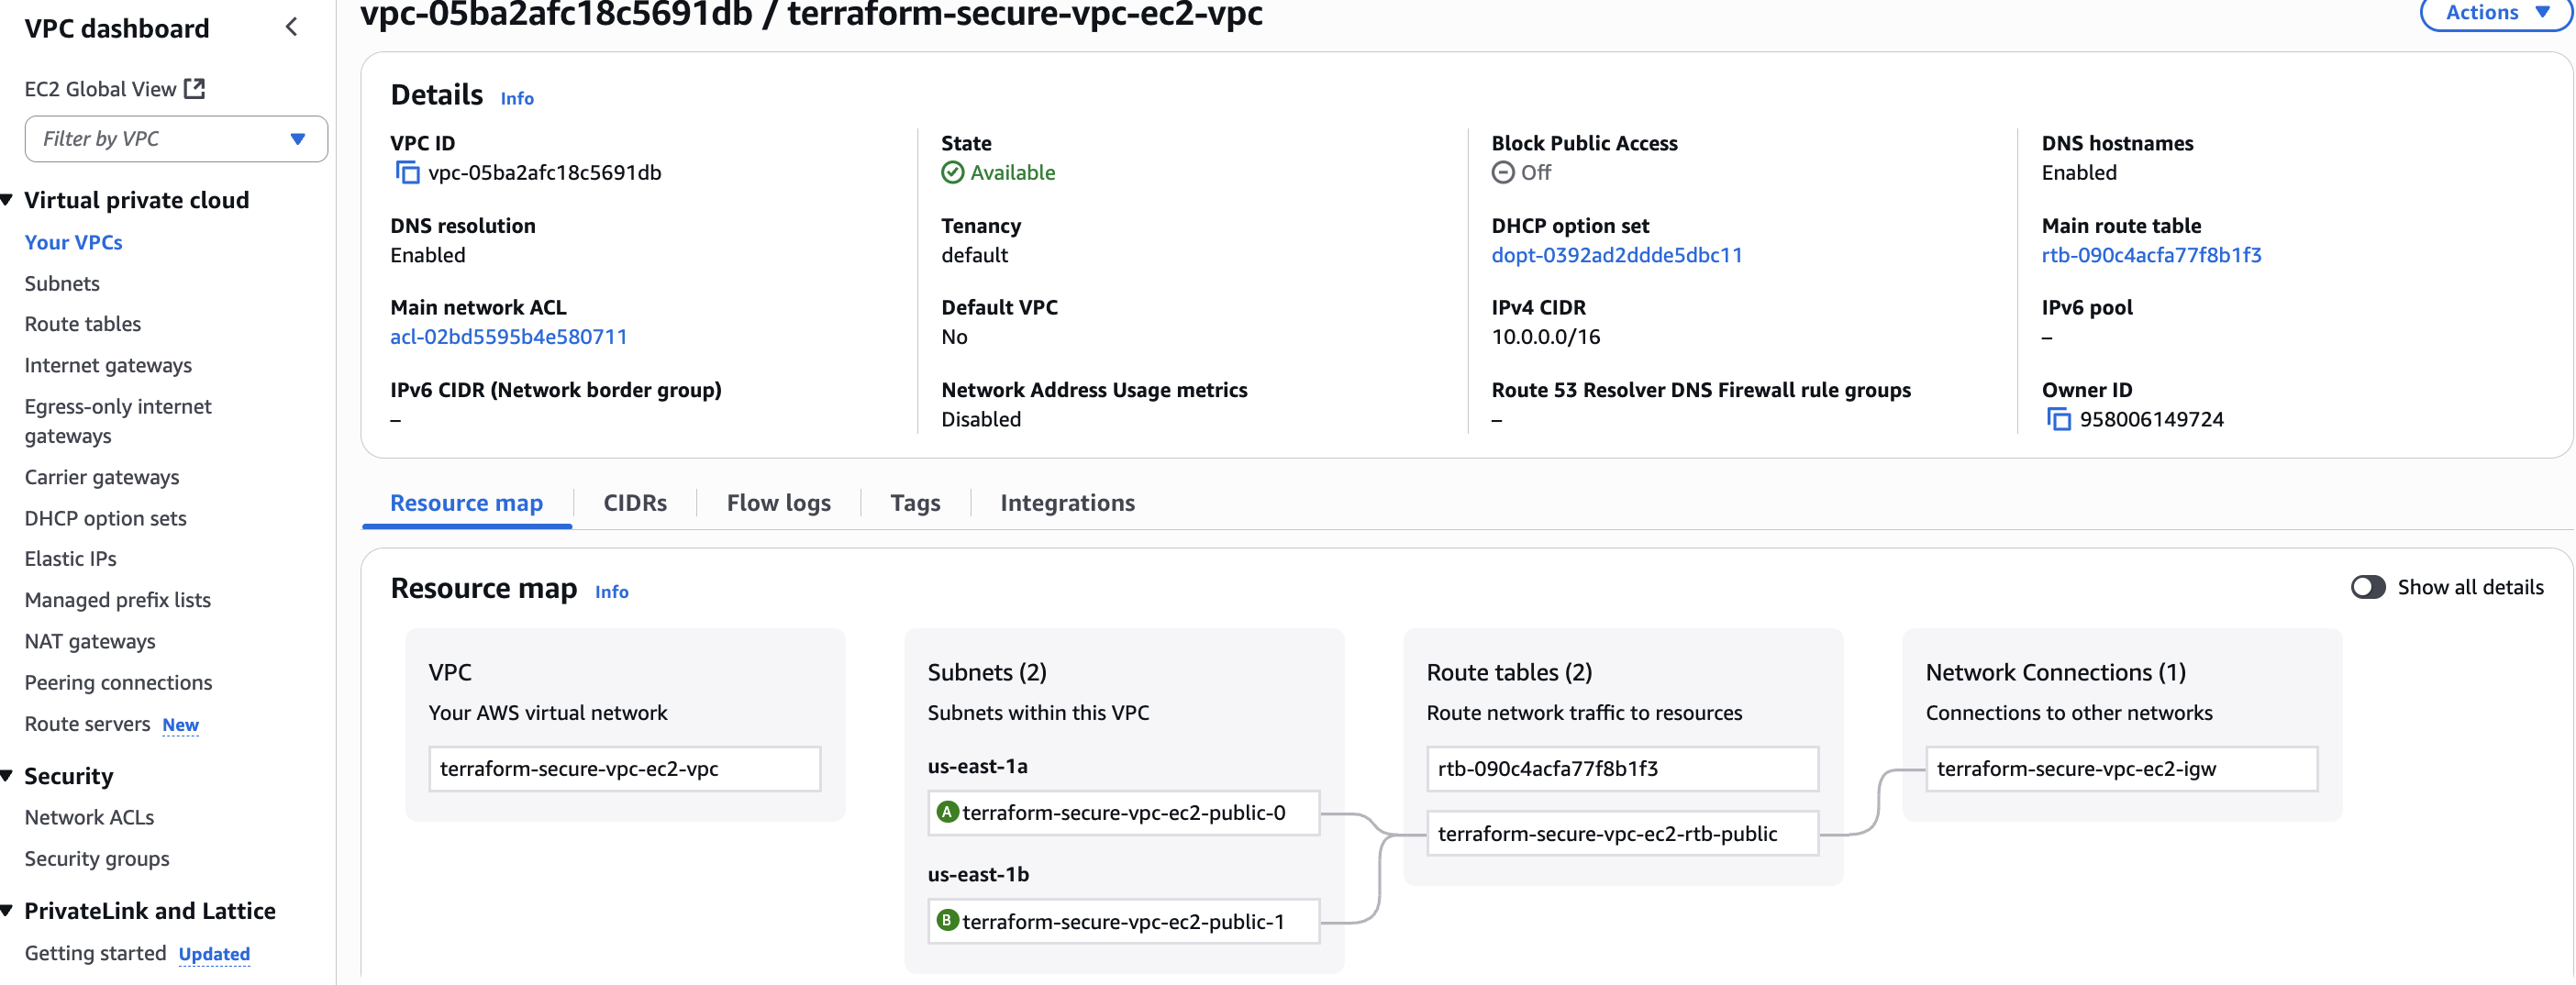 VPC dashboard
EC2 Global View
Filter by VPC
Virtual private cloud
Your VPCs
Subnets
Route tables
Internet gateways
Egress-only internet
gateways
Carrier gateways
DHCP option sets
Elastic IPs
Managed prefix lists
NAT gateways
Peering connections
Route servers New
Security
Network ACLs
Security groups
PrivateLink and Lattice
Getting started Updated
vpc-05ba2afc18c5691db / terraform-secure-vpc-ec2-vpc
Actions
Details Info
VPC ID
vpc-05ba2afc18c5691db
State
Available
Block Public Access
Off
DNS hostnames
Enabled
DNS resolution
Enabled
Tenancy
default
DHCP option set
dopt-0392ad2ddde5dbc11
Main route table
rtb-090c4acfa77f8b1f3
Main network ACL
acl-02bd5595b4e580711
Default VPC
No
IPv4 CIDR
10.0.0.0/16
IPv6 pool
–
IPv6 CIDR (Network border group)
–
Network Address Usage metrics
Disabled
Route 53 Resolver DNS Firewall rule groups
–
Owner ID
958006149724
Resource map
CIDRs
Flow logs
Tags
Integrations
Resource map Info
Show all details
VPC
Your AWS virtual network
terraform-secure-vpc-ec2-vpc
Subnets (2)
Subnets within this VPC
us-east-1a
A terraform-secure-vpc-ec2-public-0
us-east-1b
B terraform-secure-vpc-ec2-public-1
Route tables (2)
Route network traffic to resources
rtb-090c4acfa77f8b1f3
terraform-secure-vpc-ec2-rtb-public
Network Connections (1)
Connections to other networks
terraform-secure-vpc-ec2-igw